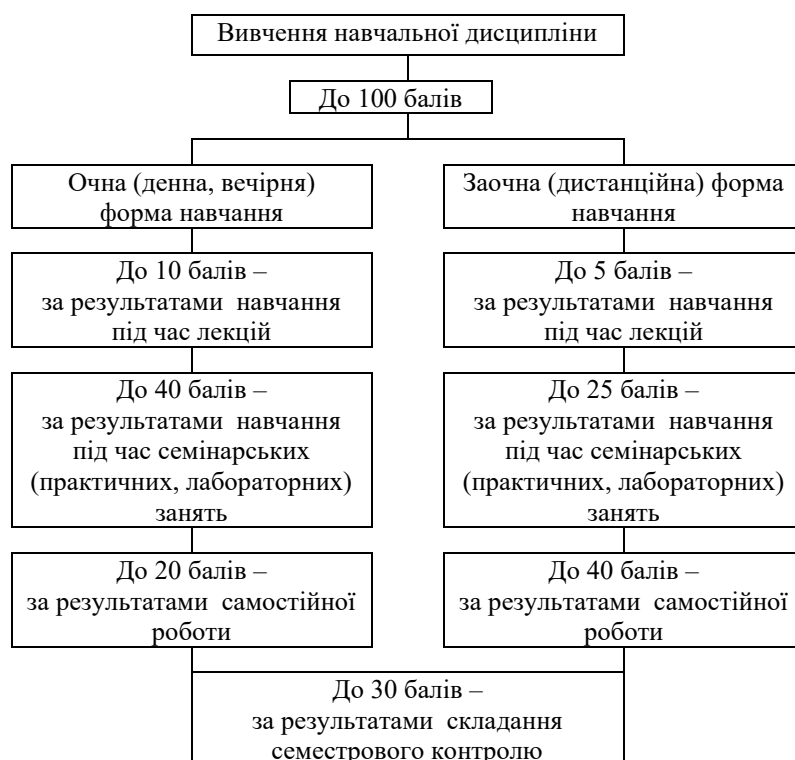 Вивчення навчальної дисципліни
До 100 балів
Очна (денна, вечірня)
форма навчання
До 10 балів –
за результатами навчання
під час лекцій
До 40 балів –
за результатами навчання
під час семінарських
(практичних, лабораторних)
занять
До 20 балів –
за результатами самостійної
роботи
Заочна (дистанційна) форма
навчання
До 5 балів –
за результатами навчання
під час лекцій
До 25 балів –
за результатами навчання
під час семінарських
(практичних, лабораторних)
занять
До 40 балів –
за результатами самостійної
роботи
До 30 балів –
за результатами складання
семестрового контролю